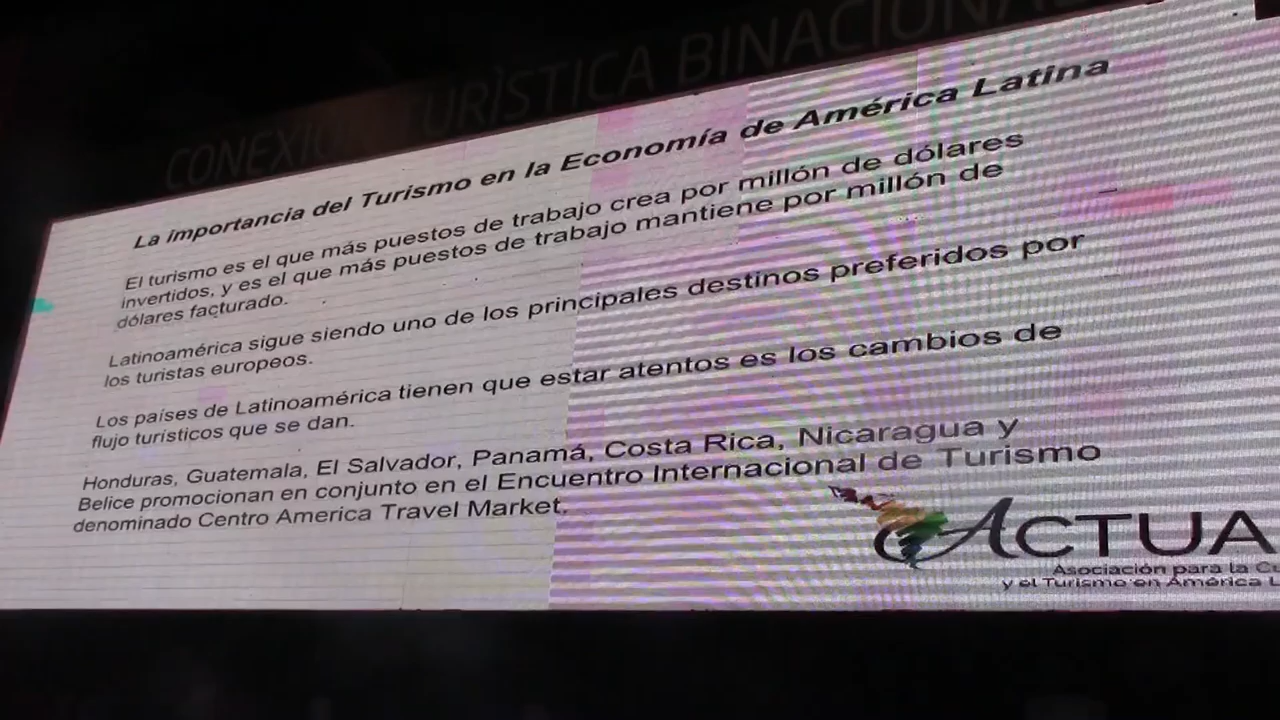 TURÌSTICA BINACIONAL
La importancia del Turismo en la Economía de América Latina
El turismo es el que más puestos de trabajo crea por millón de dólares
invertidos, y es el que más puestos de trabajo mantiene por millón de
dólares facturado.
Latinoamérica sigue siendo uno de los principales destinos preferidos por
los turistas europeos.
Los países de Latinoamérica tienen que estar atentos es los cambios de
flujo turísticos que se dan.
Honduras, Guatemala, El Salvador, Panamá, Costa Rica, Nicaragua y
Belice promocionan en conjunto en el Encuentro Internacional de Turismo
denominado Centro America Travel Market.
ACTUA
Asociación para la
y el Turismo en América